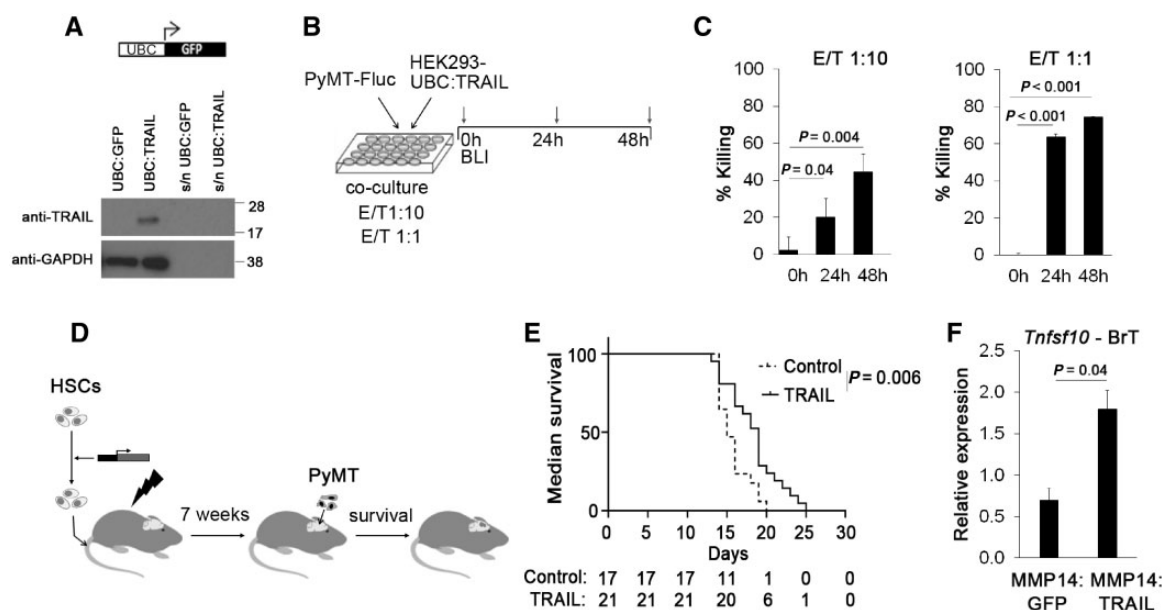 A
UBC
GFP
UBC:GFP
UBC:TRAIL
s/n UBC:GFP
s/n UBC:TRAIL
anti-TRAIL
28
17
anti-GAPDH
38
B
PyMT-Fluc
HEK293-
UBC:TRAIL
0h
24h
48h
BLI
co-culture
E/T1:10
E/T 1:1
C
E/T 1:10
% Killing
100
80
60
40
20
0
P = 0.004
P = 0.04
0h 24h 48h
E/T 1:1
% Killing
100
80
60
40
20
0
P < 0.001
P < 0.001
0h 24h 48h
D
HSCs
7 weeks
PyMT
survival
E
Median survival
100
50
0
Control
TRAIL
P = 0.006
0 5 10 15 20 25 30
Days
Control: 17 17 17 11 1 0 0
TRAIL: 21 21 21 20 6 1 0
F
Tnfsf10 - BrT
Relative expression
2.5
2.0
1.5
1.0
0.5
0.0
P = 0.04
MMP14: MMP14:
GFP TRAIL